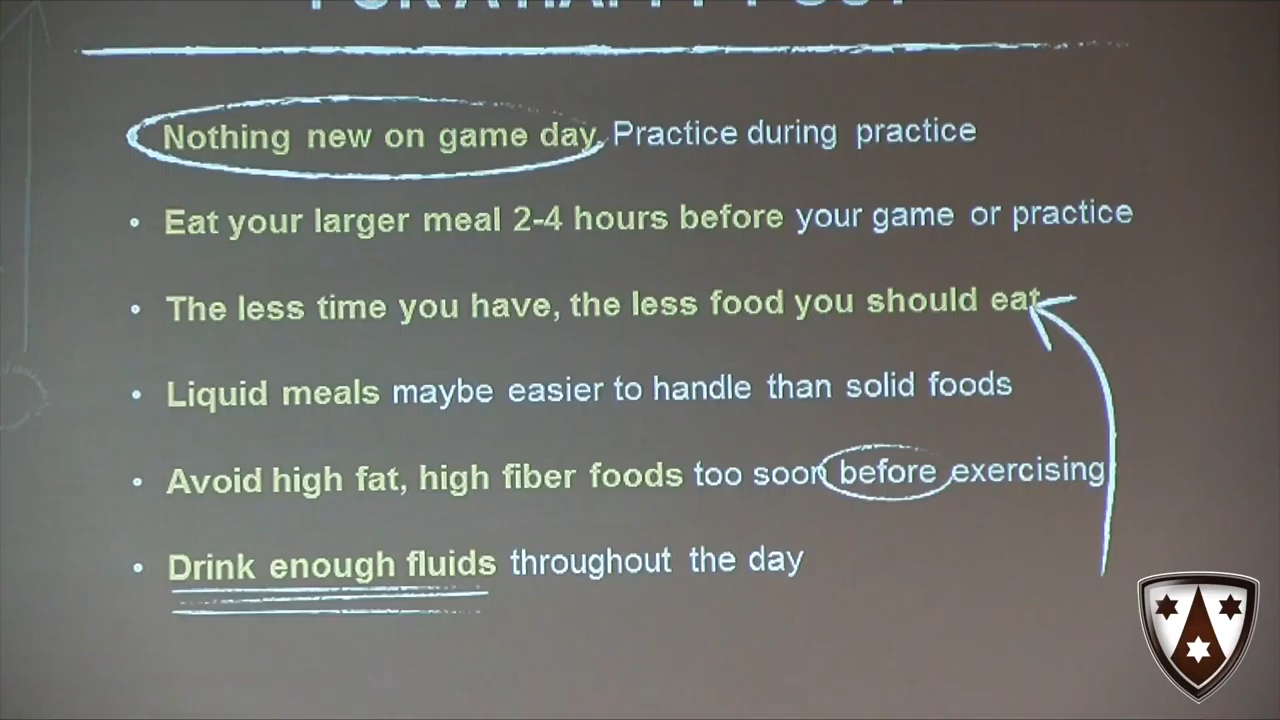 Nothing new on game day. Practice during practice
• Eat your larger meal 2-4 hours before your game or practice
• The less time you have, the less food you should eat
• Liquid meals maybe easier to handle than solid foods
• Avoid high fat, high fiber foods too soon before exercising
• Drink enough fluids throughout the day